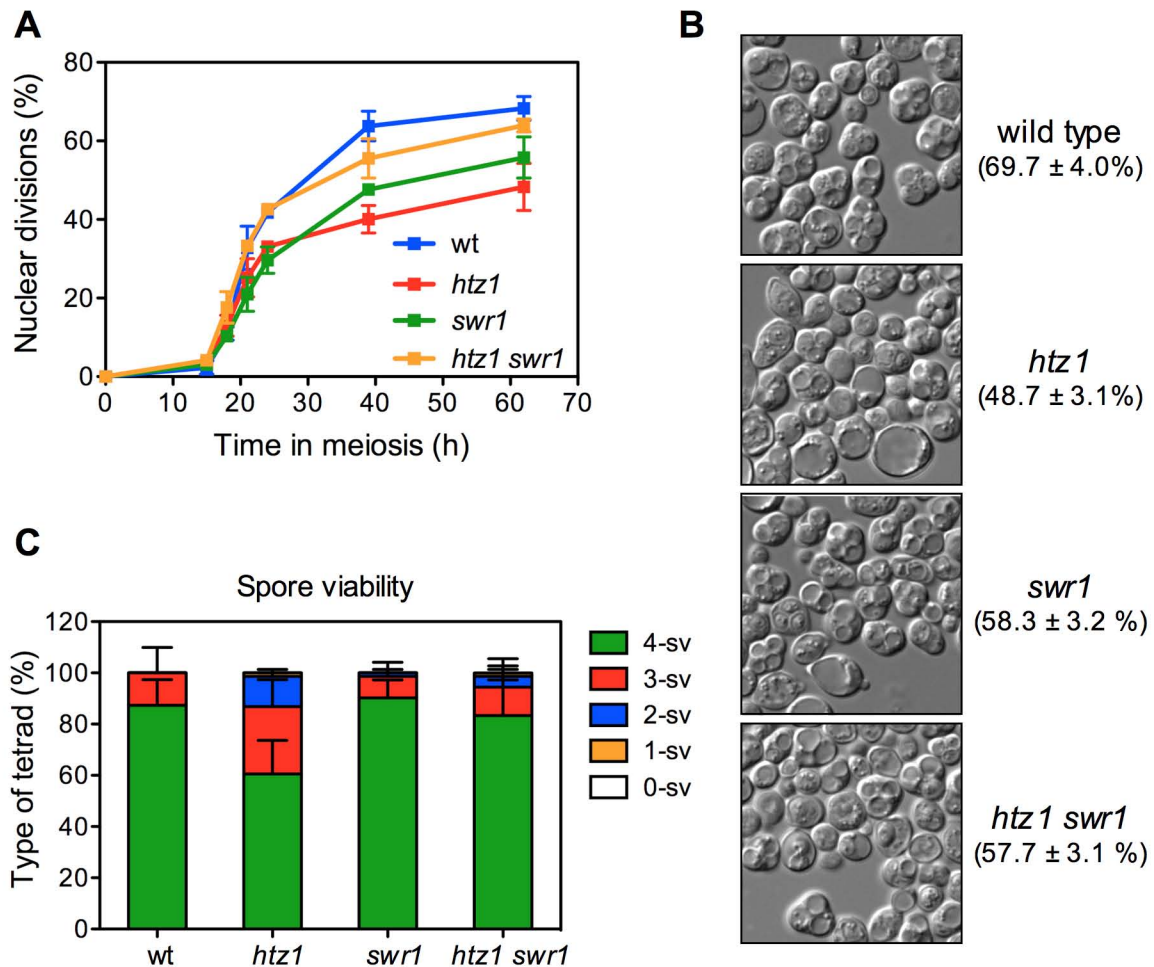 A
80
60
40
20
0
Nuclear divisions (%)
wt
htz1
swr1
htz1 swr1
0 10 20 30 40 50 60 70
Time in meiosis (h)
B
wild type
(69.7 ± 4.0%)
htz1
(48.7 ± 3.1%)
swr1
(58.3 ± 3.2 %)
htz1 swr1
(57.7 ± 3.1 %)
C
Spore viability
120
100
80
60
40
20
0
Type of tetrad (%)
wt htz1 swr1 htz1 swr1
4-sv
3-sv
2-sv
1-sv
0-sv